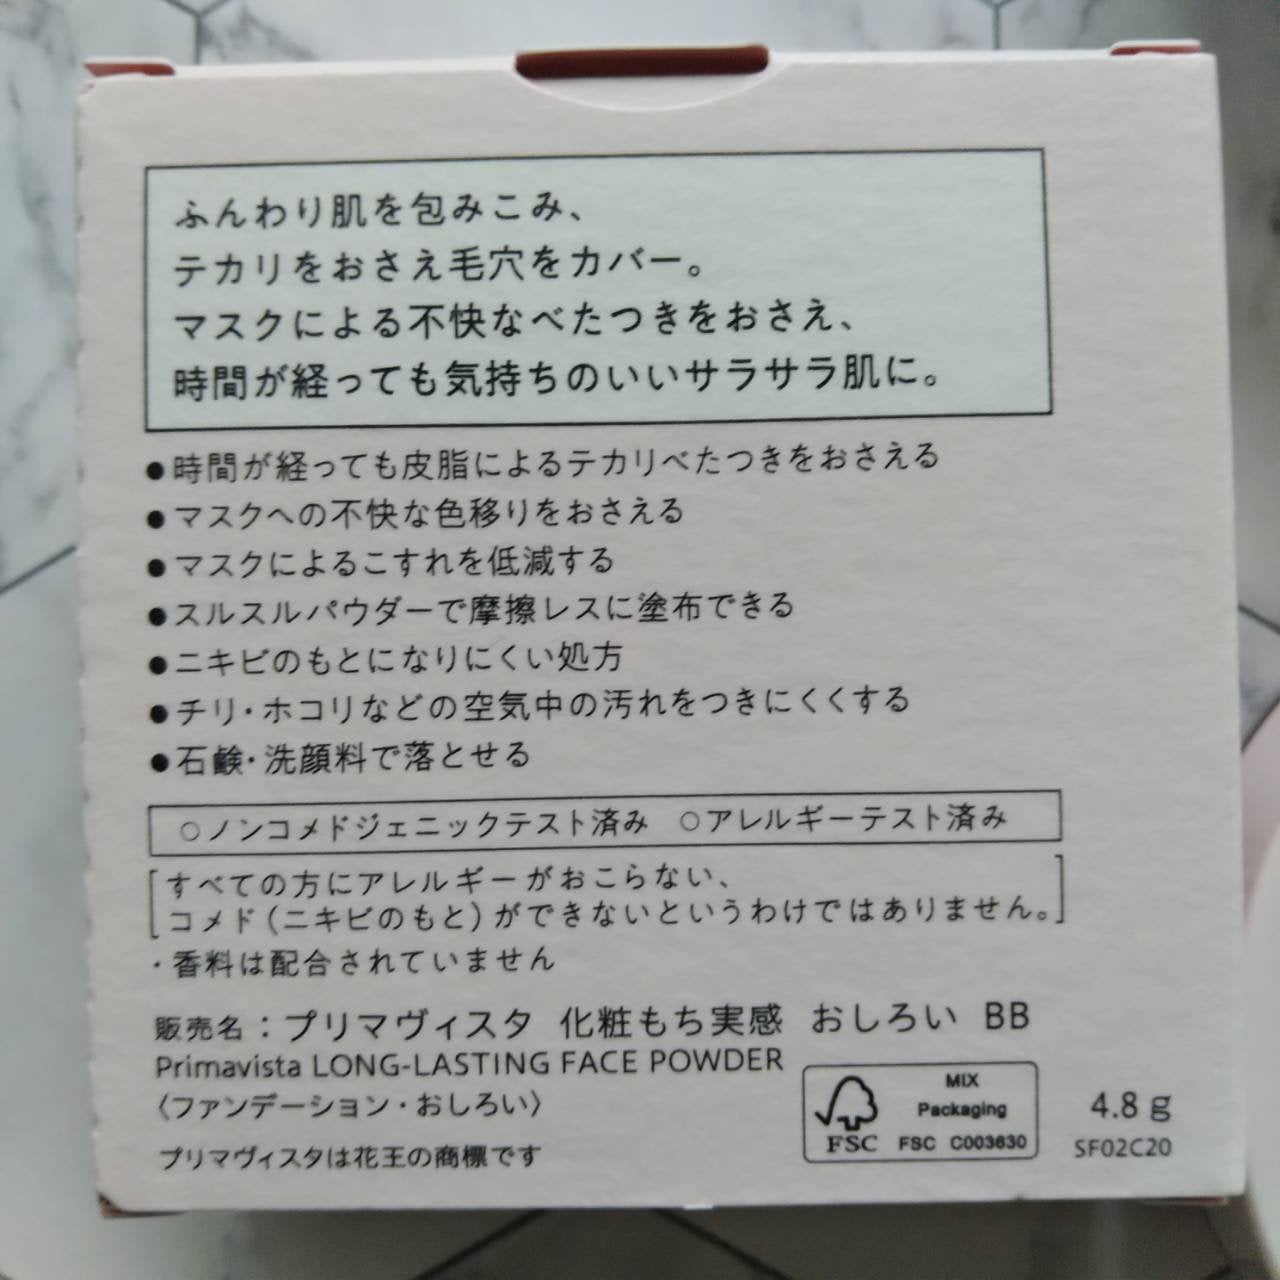 ふんわり肌を包みこみ、
テカリをおさえ毛穴をカバー。
マスクによる不快なべたつきをおさえ、
時間が経っても気持ちのいいサラサラ肌に。
●時間が経っても皮脂によるテカリべたつきをおさえる
●マスクへの不快な色移りをおさえる
●マスクによるこすれを低減する
●スルスルパウダーで摩擦レスに塗布できる
●ニキビのもとになりにくい処方
●チリ・ホコリなどの空気中の汚れをつきにくくする
●石鹸・洗顔料で落とせる
○ノンコメドジェニックテスト済み ○アレルギーテスト済み
[すべての方にアレルギーがおこらない、
コメド(ニキビのもと)ができないというわけではありません。]
・香料は配合されていません
販売名：プリマヴィスタ 化粧もち実感 おしろい BB
Primavista LONG-LASTING FACE POWDER
〈ファンデーション・おしろい〉
プリマヴィスタは花王の商標です
FSC
MIX
Packaging
FSC C003630
4.8 g
SF02C20